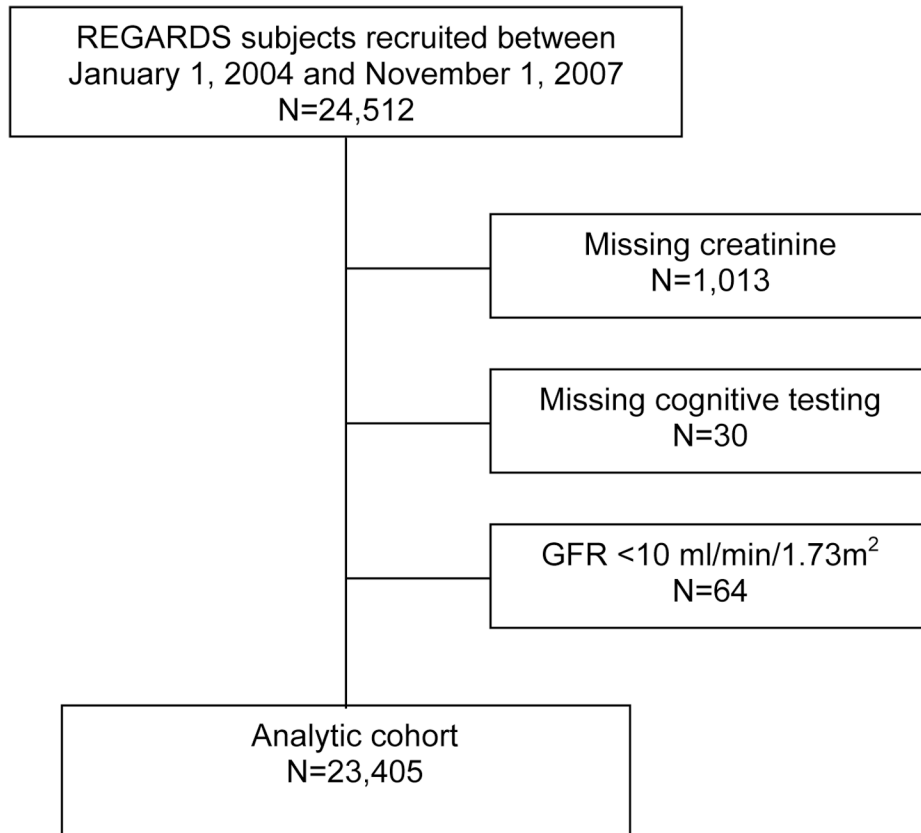 REGARDS subjects recruited between
January 1, 2004 and November 1, 2007
N=24,512
Missing creatinine
N=1,013
Missing cognitive testing
N=30
GFR <10 ml/min/1.73m²
N=64
Analytic cohort
N=23,405